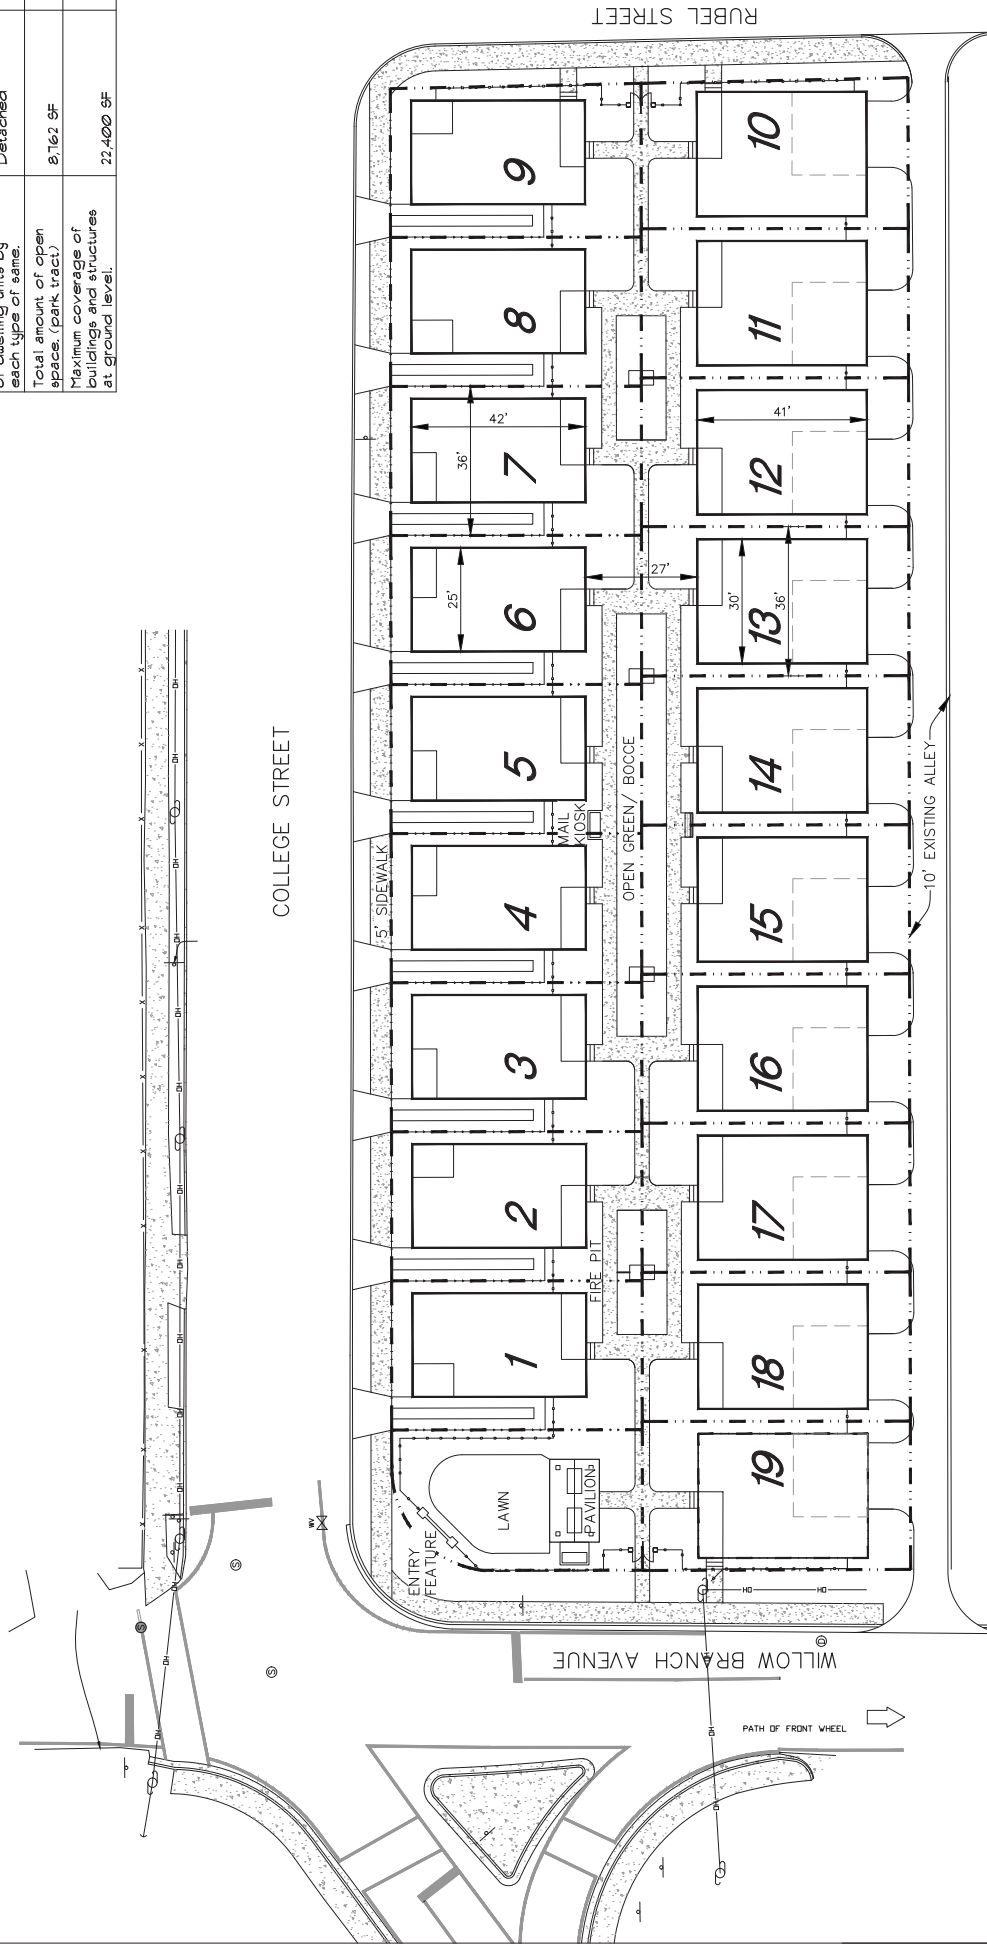 RUBEL STREET
Detached
of dwelling units by
each type of same.
Total amount of open
space. (park tract)
8,762 SF
Maximum coverage of
buildings and structures
at ground level.
22,400 SF
COLLEGE STREET
5' SIDEWALK
9
8
7
6
5
4
3
2
1
42'
36'
25'
27'
MAIL
KIOSK
OPEN GREEN/ BOCCE
FIRE PIT
10
11
12
13
14
15
16
17
18
19
41'
30'
36'
10' EXISTING ALLEY
LAWN
PAVILION
ENTRY
FEATURE
WV
S
S
S
D
OH
OH
OH
WILLOW BRANCH AVENUE
PATH OF FRONT WHEEL